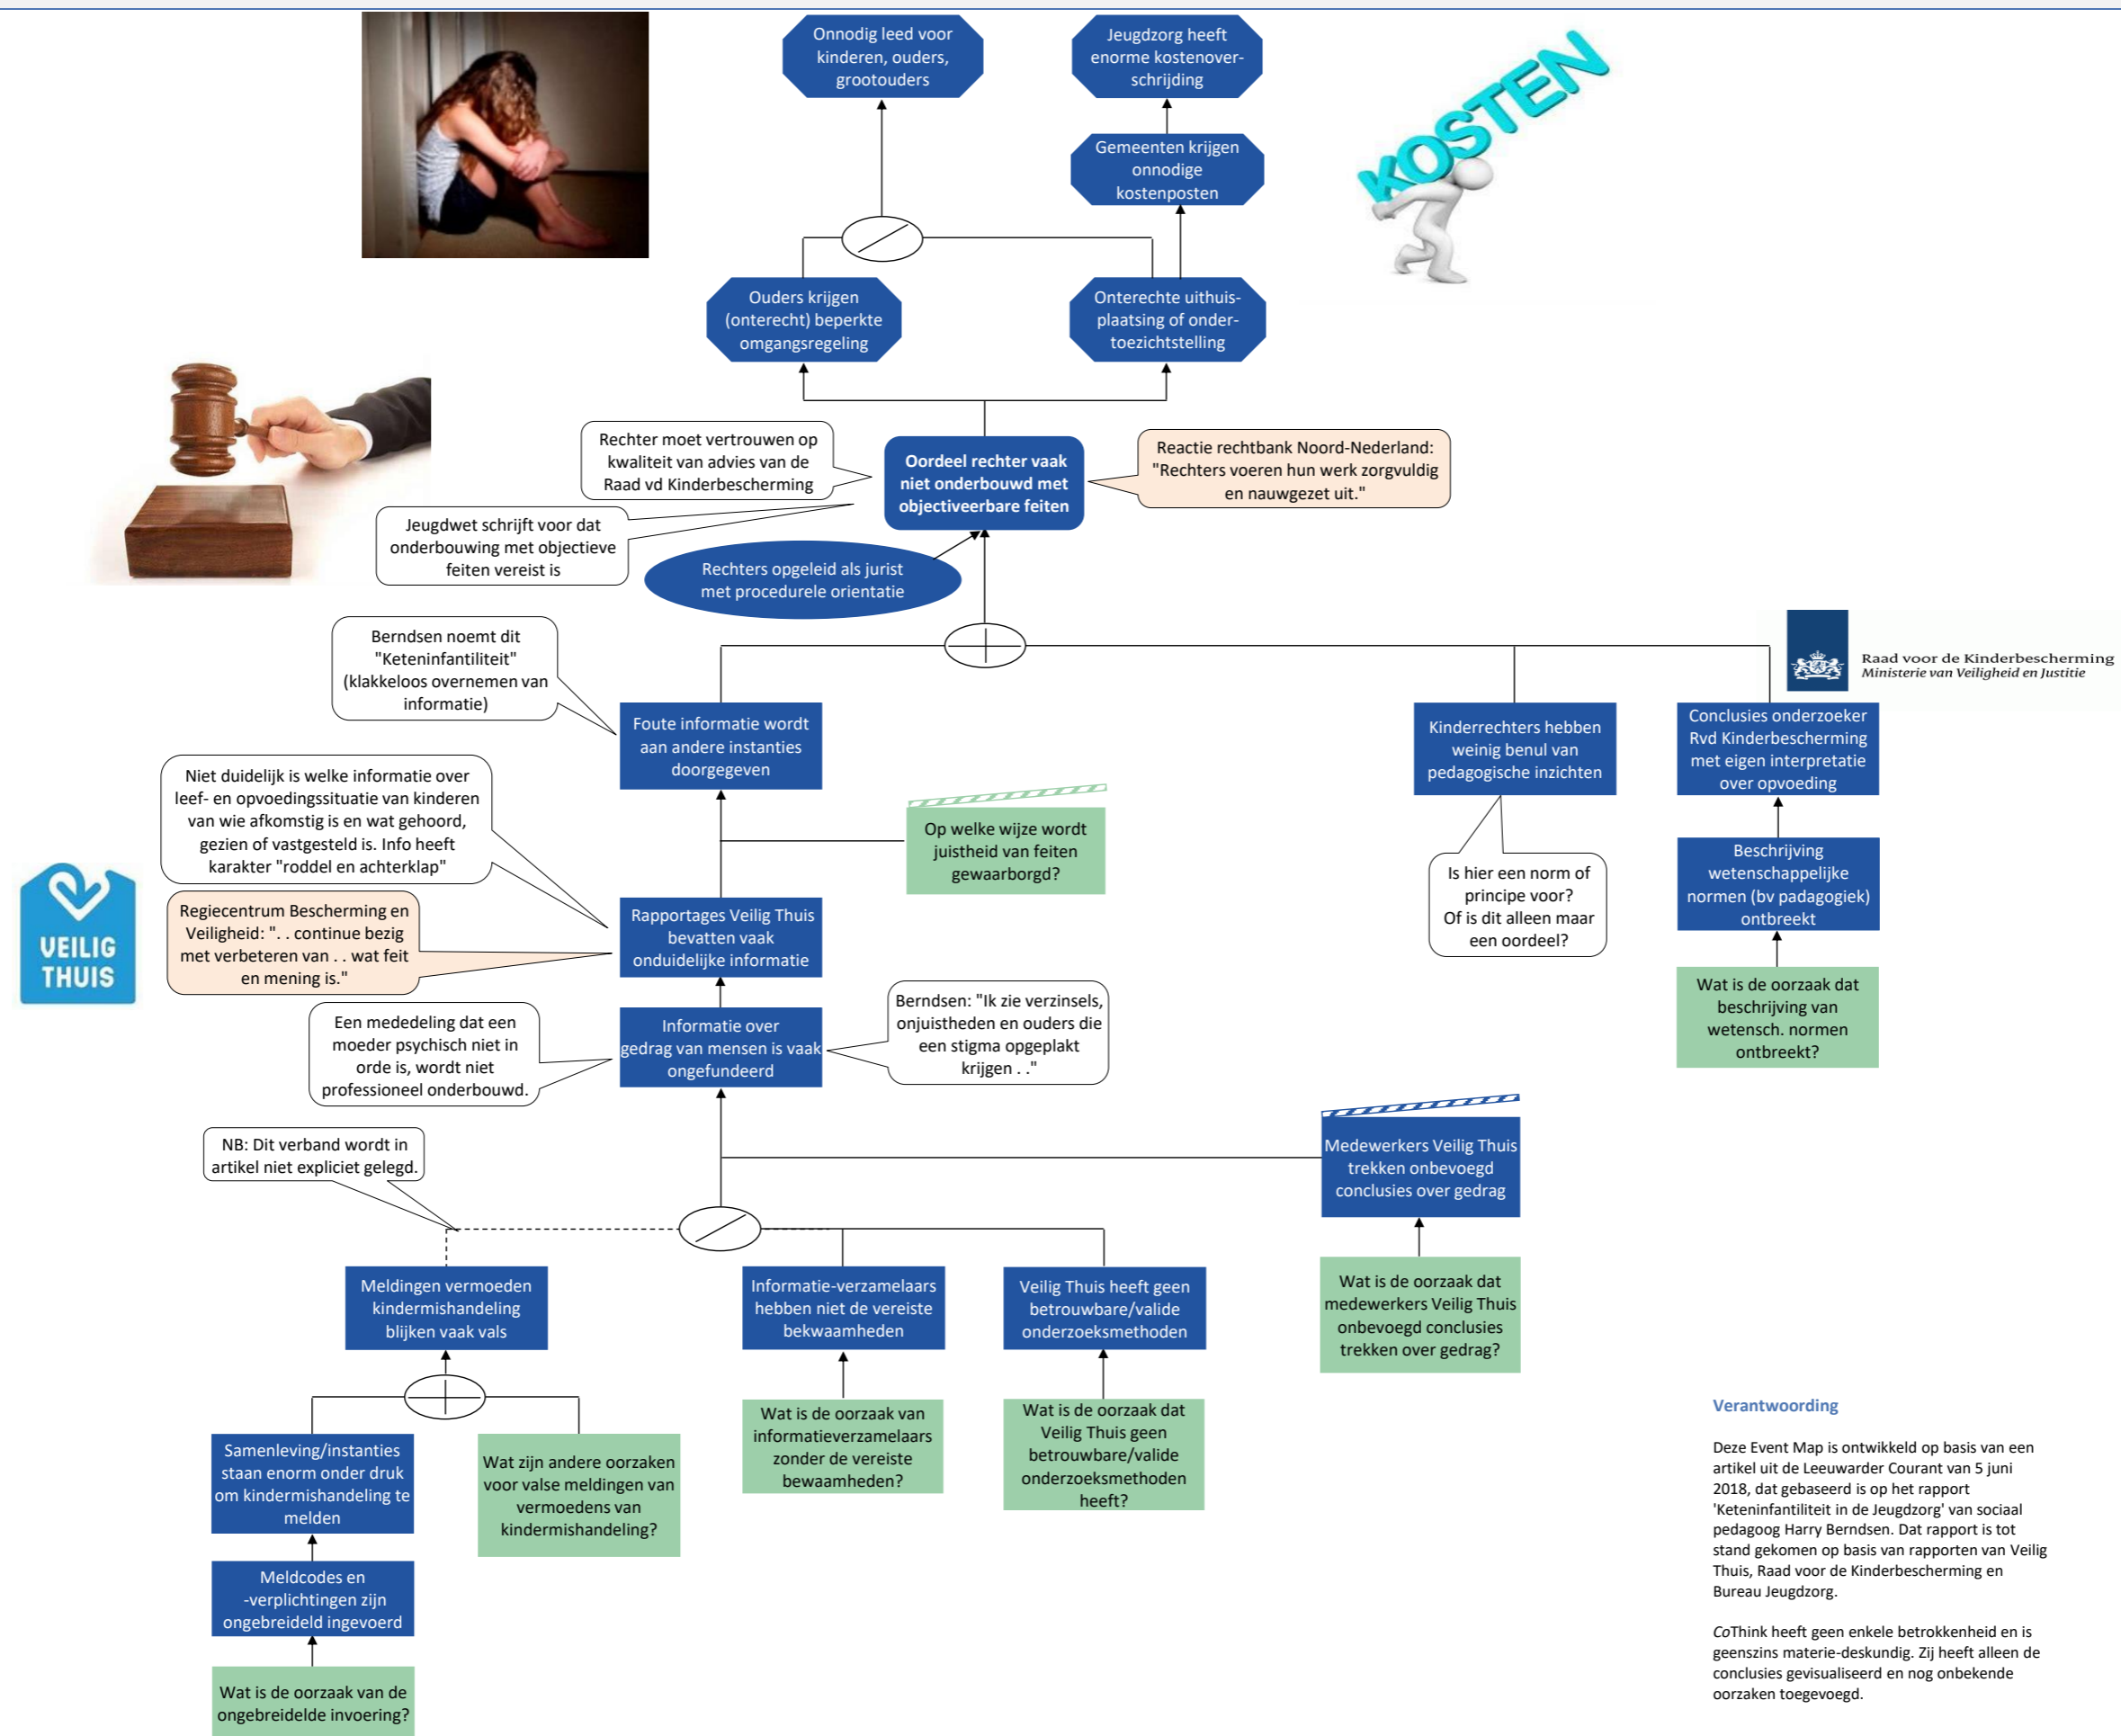 Onnodig leed voor
kinderen, ouders,
grootouders
Jeugdzorg heeft
enorme kostenover-
schrijding
KOSTEN
Gemeenten krijgen
onnodige
kostenposten
Ouders krijgen
(onterecht) beperkte
omgangsregeling
Onterechte uithuis-
plaatsing of onder-
toezichtstelling
Rechter moet vertrouwen op
kwaliteit van advies van de
Raad vd Kinderbescherming
Oordeel rechter vaak
niet onderbouwd met
objectiveerbare feiten
Reactie rechtbank Noord-Nederland:
"Rechters voeren hun werk zorgvuldig
en nauwgezet uit."
Jeugdwet schrijft voor dat
onderbouwing met objectieve
feiten vereist is
Rechters opgeleid als jurist
met procedurele orientatie
Berndsen noemt dit
"Keteninfantiliteit"
(klakkeloos overnemen van
informatie)
Raad voor de Kinderbescherming
Ministerie van Veiligheid en Justitie
Foute informatie wordt
aan andere instanties
doorgegeven
Kinderrechters hebben
weinig benul van
pedagogische inzichten
Conclusies onderzoeker
Rvd Kinderbescherming
met eigen interpretatie
over opvoeding
Niet duidelijk is welke informatie over
leef- en opvoedingssituatie van kinderen
van wie afkomstig is en wat gehoord,
gezien of vastgesteld is. Info heeft
karakter "roddel en achterklap"
Op welke wijze wordt
juistheid van feiten
gewaarborgd?
Is hier een norm of
principe voor?
Of is dit alleen maar
een oordeel?
Beschrijving
wetenschappelijke
normen (bv padagogiek)
ontbreekt
VEILIG
THUIS
Regiecentrum Bescherming en
Veiligheid: ". . continue bezig
met verbeteren van . . wat feit
en mening is."
Rapportages Veilig Thuis
bevatten vaak
onduidelijke informatie
Wat is de oorzaak dat
beschrijving van
wetensch. normen
ontbreekt?
Een mededeling dat een
moeder psychisch niet in
orde is, wordt niet
professioneel onderbouwd.
Informatie over
gedrag van mensen is vaak
ongefundeerd
Berndsen: "Ik zie verzinsels,
onjuistheden en ouders die
een stigma opgeplakt
krijgen . ."
NB: Dit verband wordt in
artikel niet expliciet gelegd.
Medewerkers Veilig Thuis
trekken onbevoegd
conclusies over gedrag
Meldingen vermoeden
kindermishandeling
blijken vaak vals
Informatie-verzamelaars
hebben niet de vereiste
bekwaamheden
Veilig Thuis heeft geen
betrouwbare/valide
onderzoeksmethoden
Wat is de oorzaak dat
medewerkers Veilig Thuis
onbevoegd conclusies
trekken over gedrag?
Samenleving/instanties
staan enorm onder druk
om kindermishandeling te
melden
Wat zijn andere oorzaken
voor valse meldingen van
vermoedens van
kindermishandeling?
Wat is de oorzaak van
informatieverzamelaars
zonder de vereiste
bewaamheden?
Wat is de oorzaak dat
Veilig Thuis geen
betrouwbare/valide
onderzoeksmethoden
heeft?
Meldcodes en
-verplichtingen zijn
ongebreideld ingevoerd
Wat is de oorzaak van de
ongebreidelde invoering?
Verantwoording
Deze Event Map is ontwikkeld op basis van een
artikel uit de Leeuwarder Courant van 5 juni
2018, dat gebaseerd is op het rapport
'Keteninfantiliteit in de Jeugdzorg' van sociaal
pedagoog Harry Berndsen. Dat rapport is tot
stand gekomen op basis van rapporten van Veilig
Thuis, Raad voor de Kinderbescherming en
Bureau Jeugdzorg.
CoThink heeft geen enkele betrokkenheid en is
geenszins materie-deskundig. Zij heeft alleen de
conclusies gevisualiseerd en nog onbekende
oorzaken toegevoegd.